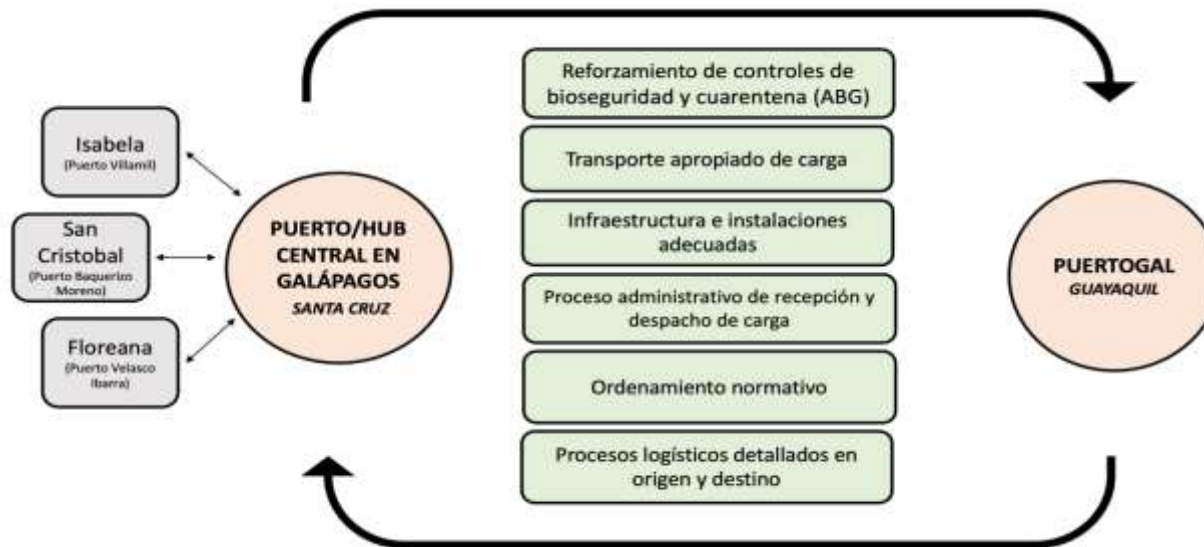 Isabela
(Puerto Villamil)
San
Cristobal
(Puerto Baquerizo
Moreno)
Floreana
(Puerto Velasco
Ibarra)
PUERTO/HUB
CENTRAL EN
GALÁPAGOS
SANTA CRUZ
Reforzamiento de controles de
bioseguridad y cuarentena (ABG)
Transporte apropiado de carga
Infraestructura e instalaciones
adecuadas
Proceso administrativo de recepción y
despacho de carga
Ordenamiento normativo
Procesos logísticos detallados en
origen y destino
PUERTOGAL
GUAYAQUIL